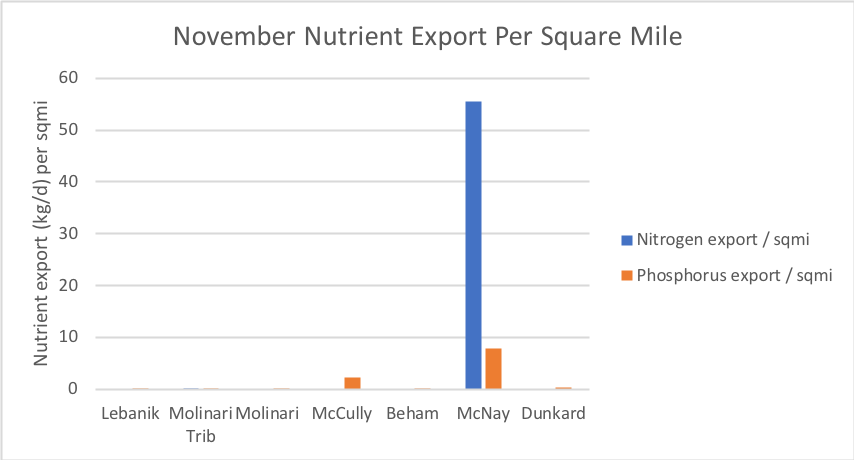 November Nutrient Export Per Square Mile
Nutrient export (kg/d) per sqmi
60
50
40
30
20
10
0
Lebanik Molinari Molinari McCully Beham McNay Dunkard
Trib
Nitrogen export / sqmi
Phosphorus export / sqmi